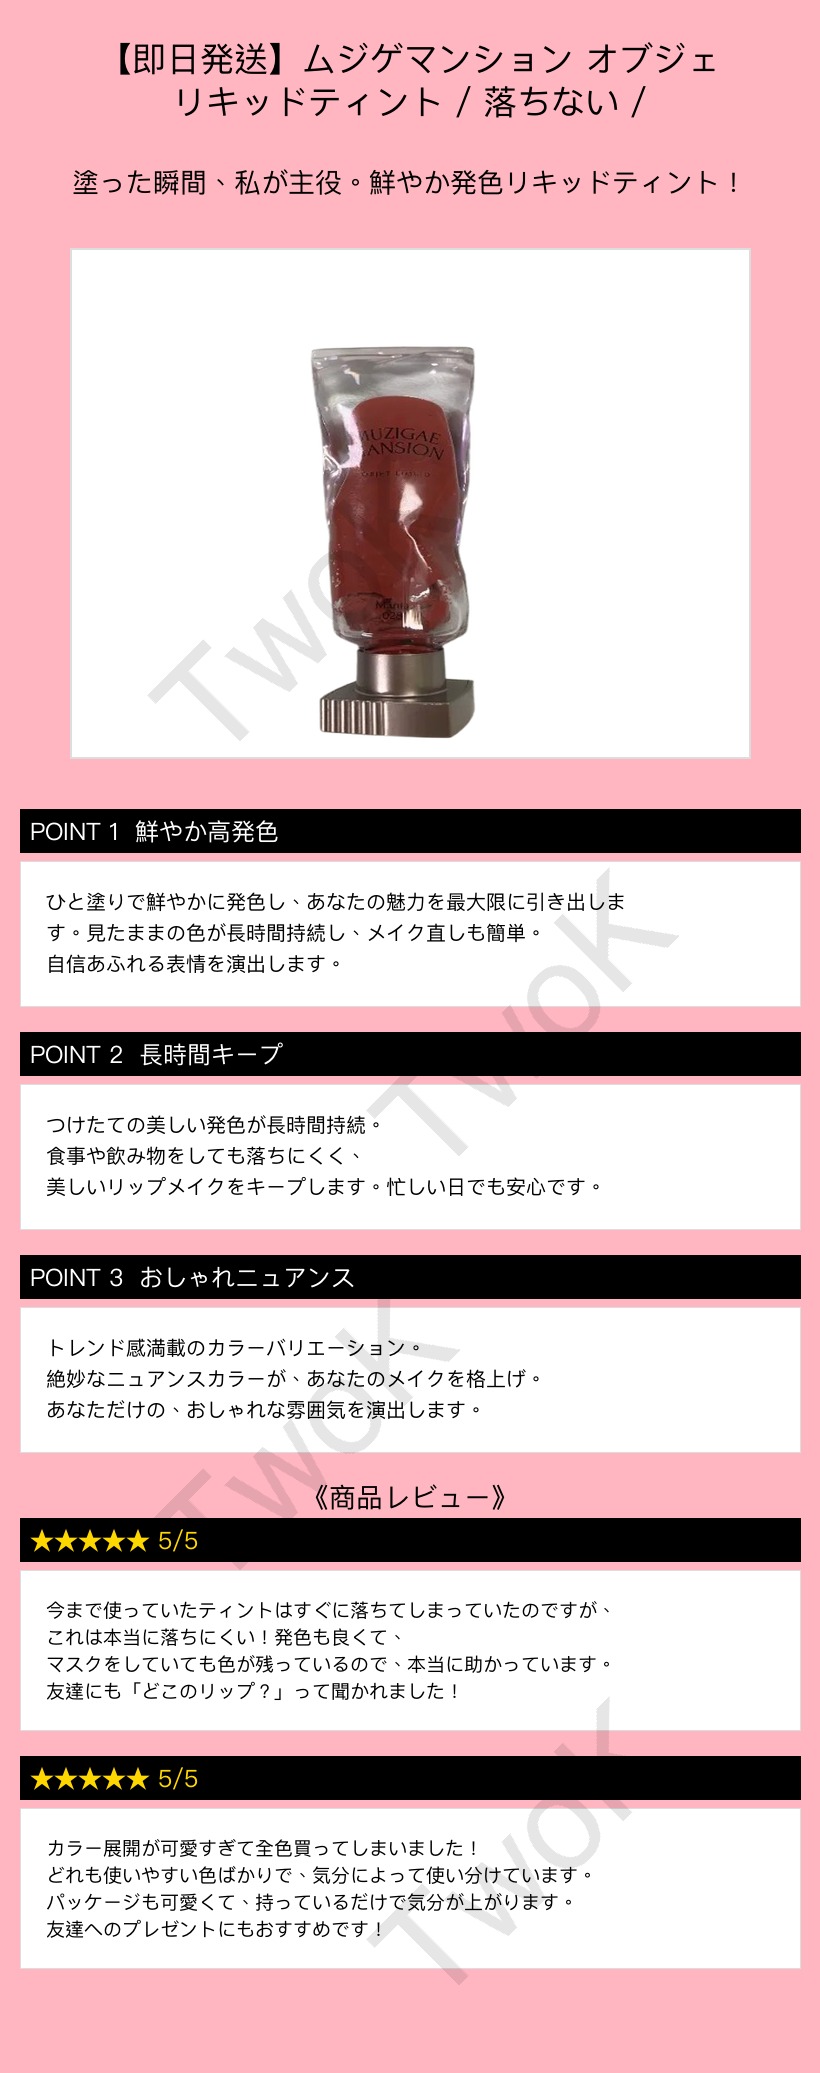 【即日発送】ムジゲマンション オブジェ
リキッドティント / 落ちない /
塗った瞬間、私が主役。鮮やか発色リキッドティント！
MUZIGAE
MANSION
TwoK
POINT 1 鮮やか高発色
ひと塗りで鮮やかに発色し、あなたの魅力を最大限に引き出しま
す。見たままの色が長時間持続し、メイク直しも簡単。
自信あふれる表情を演出します。
TwoK
POINT 2 長時間キープ
つけたての美しい発色が長時間持続。
食事や飲み物をしても落ちにくく、
美しいリップメイクをキープします。忙しい日でも安心です。
POINT 3 おしゃれニュアンス
トレンド感満載のカラーバリエーション。
絶妙なニュアンスカラーが、あなたのメイクを格上げ。
あなただけの、おしゃれな雰囲気を演出します。
TwoK
《商品レビュー》
★★★★★ 5/5
今まで使っていたティントはすぐに落ちてしまっていたのですが、
これは本当に落ちにくい！発色も良くて、
マスクをしていても色が残っているので、本当に助かっています。
友達にも「どこのリップ？」って聞かれました！
★★★★★ 5/5
カラー展開が可愛すぎて全色買ってしまいました！
どれも使いやすい色ばかりで、気分によって使い分けています。
パッケージも可愛くて、持っているだけで気分が上がります。
友達へのプレゼントにもおすすめです！
TwoK